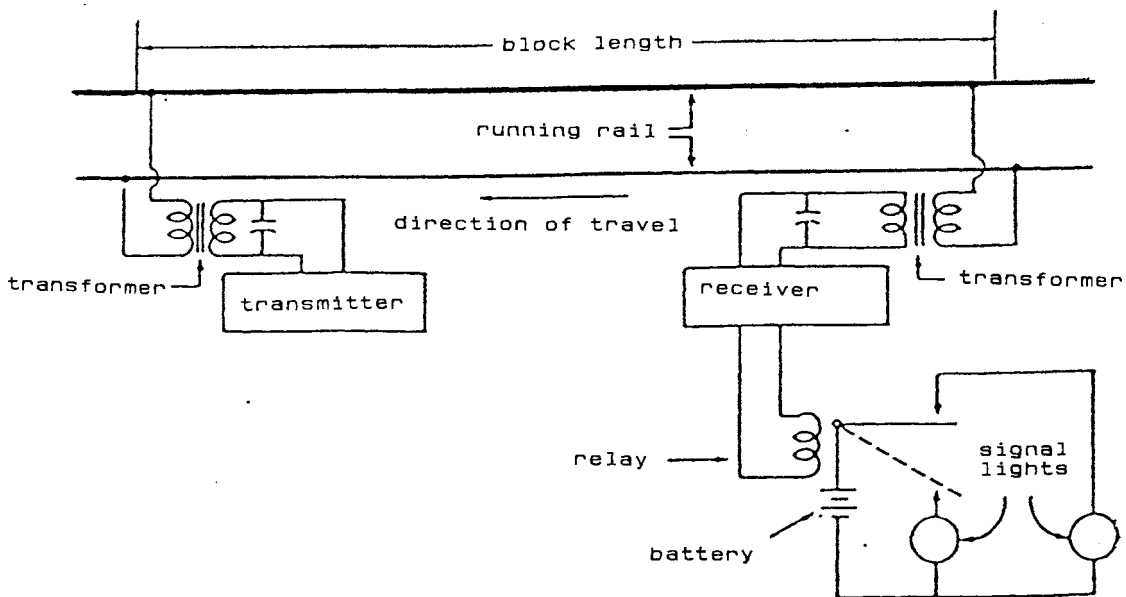 block length
running rail
direction of travel
transformer
transmitter
receiver
transformer
relay
signal
lights
battery